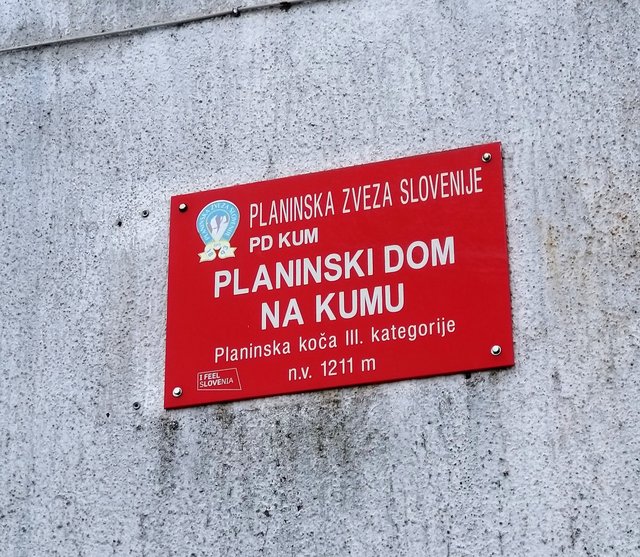 PLANINSKA ZVEZA SLOVENIJE
PD KUM
PLANINSKI DOM
NA KUMU
Planinska koča III. kategorije
n.v. 1211 m
I FEEL
SLOVENIA